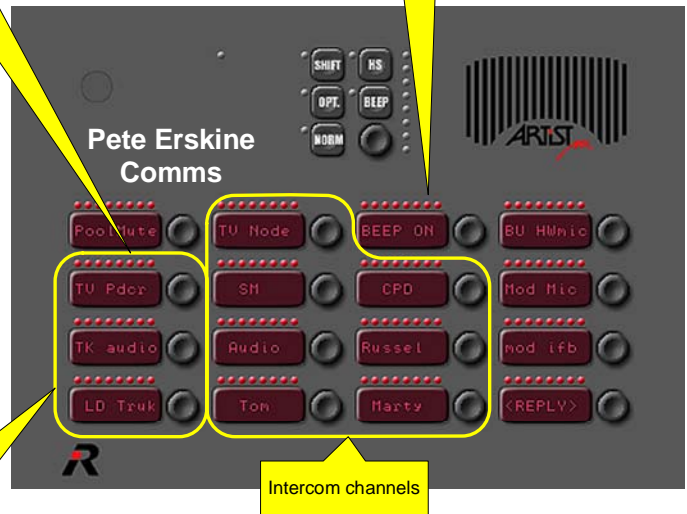 SHIFT HS
OPT. BEEP
NORM
ARTIST
Pete Erskine
Comms
PoolMute TV Node BEEP ON BU HWmic
TV Pdcr SM CPD Mod Mic
TK audio Audio Russel mod ifb
LD Truk Tom Marty <REPLY>
R
Intercom channels